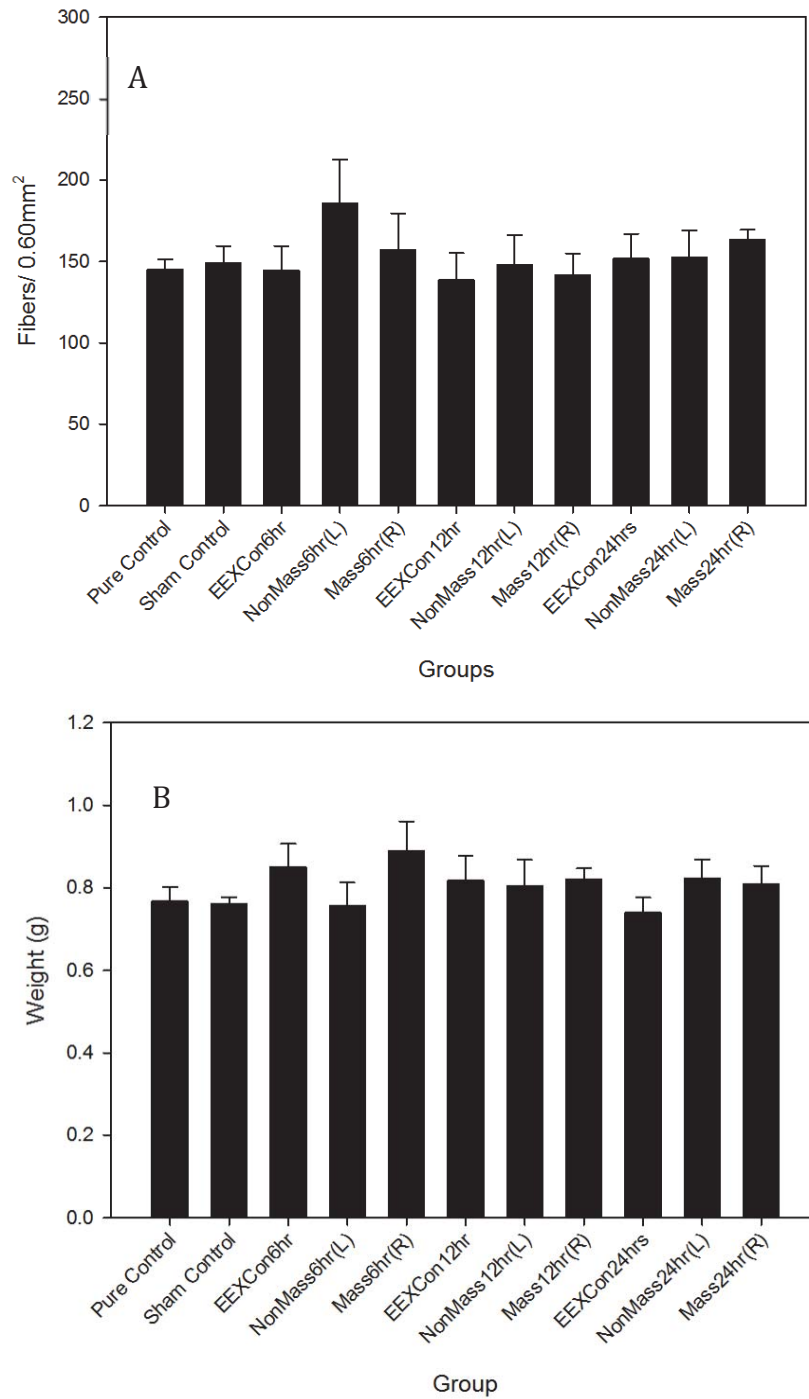 300
A
250
200
Fibers/ 0.60mm²
150
100
50
0
Pure Control
Sham Control
EEXCon6hr
NonMass6hr(L)
Mass6hr(R)
EEXCon12hr
NonMass12hr(L)
Mass12hr(R)
EEXCon24hrs
NonMass24hr(L)
Mass24hr(R)
Groups
1.2
B
1.0
0.8
Weight (g)
0.6
0.4
0.2
0.0
Pure Control
Sham Control
EEXCon6hr
NonMass6hr(L)
Mass6hr(R)
EEXCon12hr
NonMass12hr(L)
Mass12hr(R)
EEXCon24hrs
NonMass24hr(L)
Mass24hr(R)
Group